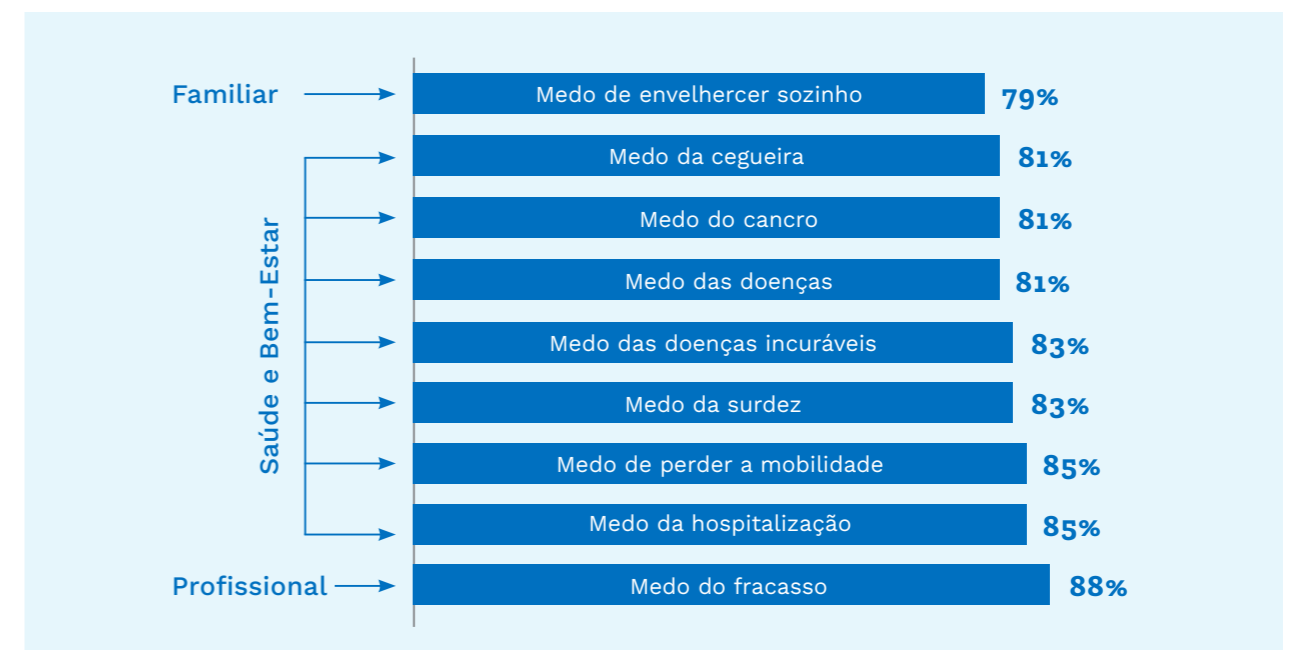 Familiar
Medo de envelhercer sozinho
79%
Saúde e Bem-Estar
Medo da cegueira
81%
Medo do cancro
81%
Medo das doenças
81%
Medo das doenças incuráveis
83%
Medo da surdez
83%
Medo de perder a mobilidade
85%
Medo da hospitalização
85%
Profissional
Medo do fracasso
88%